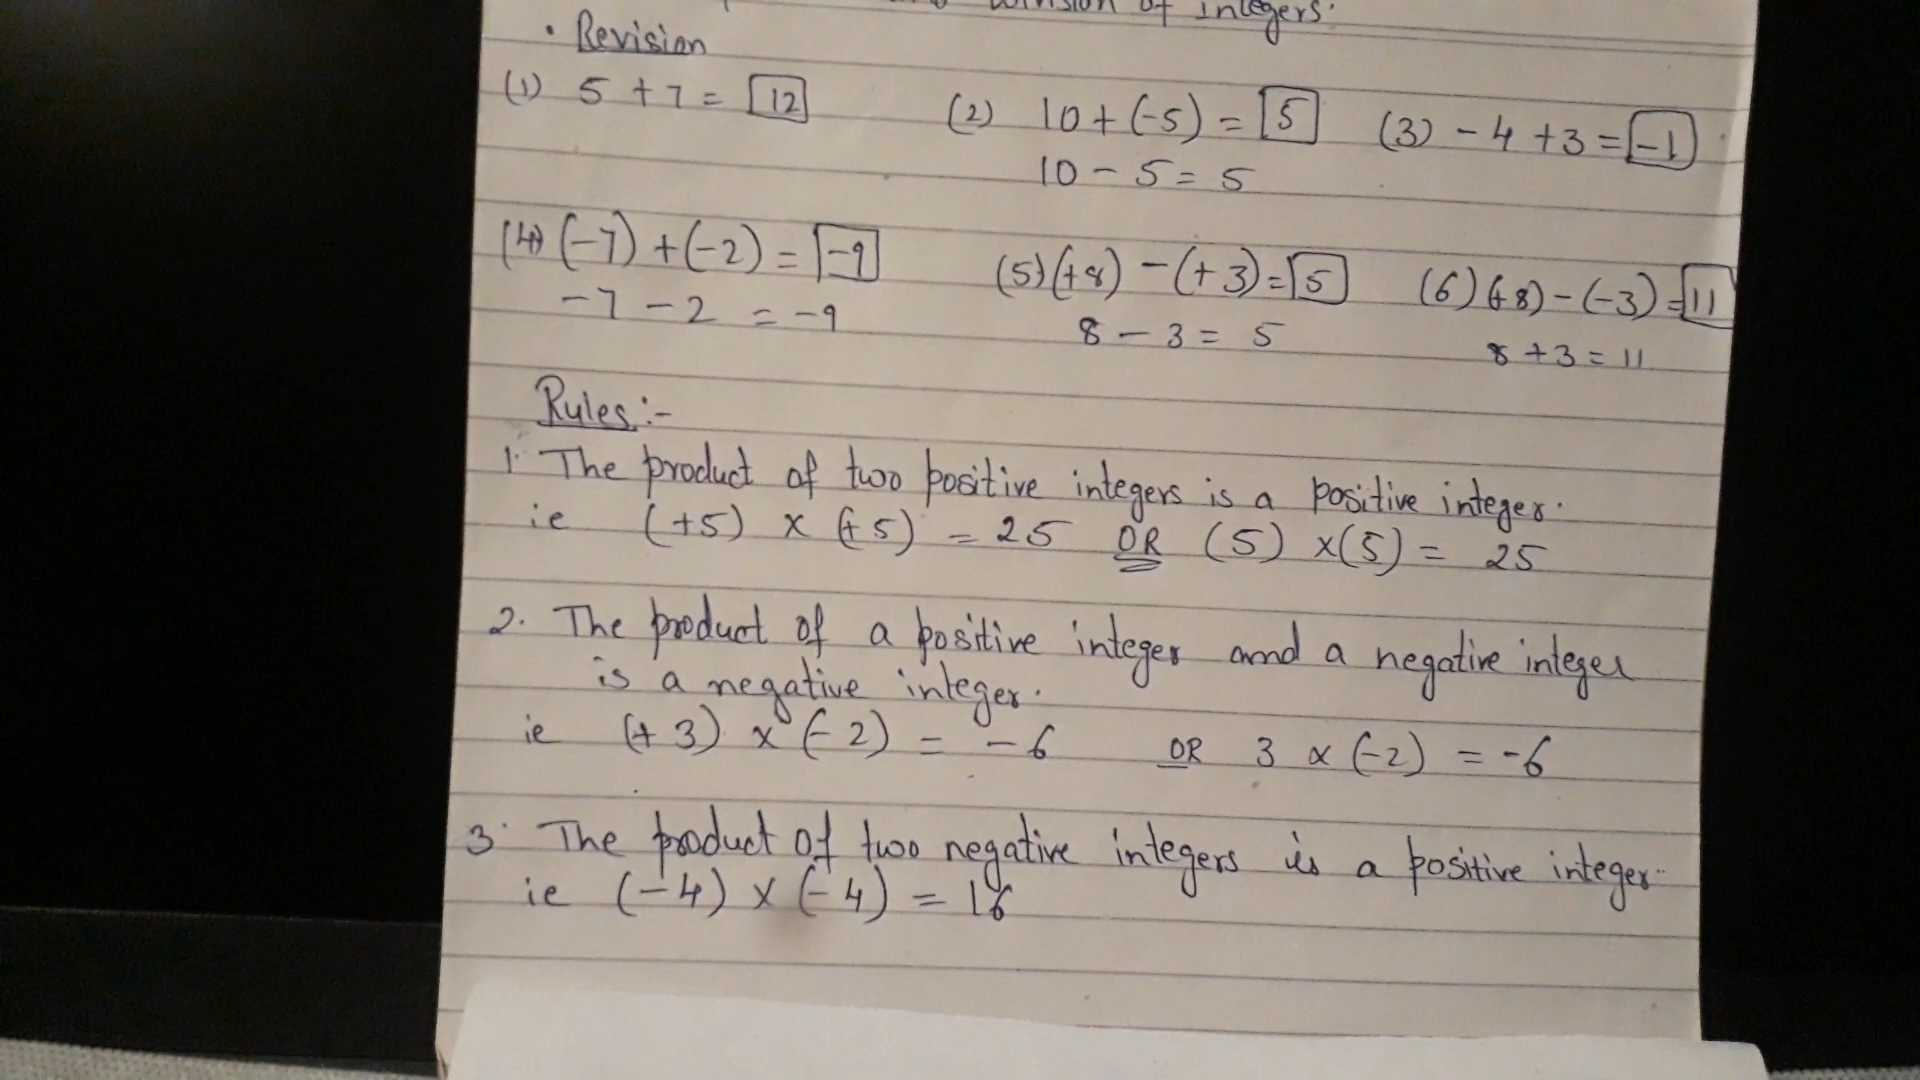 Division of Integers.
• Revision
(1) 5 + 7 = 12 (2) 10 + (-5) = 5 (3) - 4 + 3 = -1
10 - 5 = 5
(4) (-7) + (-2) = -9 (5) (+8) - (+3) = 5 (6) (+8) - (-3) = 11
-7 - 2 = -9 8 - 3 = 5 8 + 3 = 11
Rules :-
1. The product of two positive integers is a positive integer.
ie (+5) x (+5) = 25 OR (5) x (5) = 25
2. The product of a positive integer and a negative integer
is a negative integer.
ie (+3) x (-2) = -6 OR 3 x (-2) = -6
3. The product of two negative integers is a positive integer.
ie (-4) x (-4) = 16